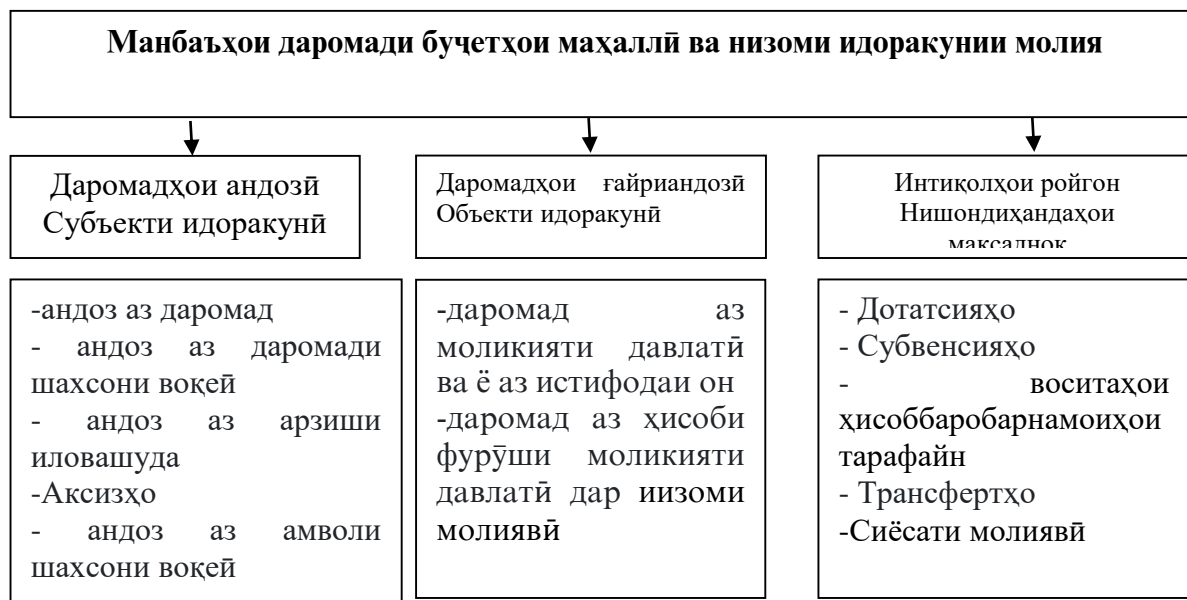 Манбаъҳои даромади буҷетҳои маҳаллӣ ва низоми идоракунии молия
Даромадҳои андозӣ
Субъекти идоракунӣ
Даромадҳои ғайриандозӣ
Объекти идоракунӣ
Интиқолҳои ройгон
Нишондиҳандаҳои
мақсаднок
-андоз аз даромад
- андоз аз даромади
шахсони воқеӣ
- андоз аз арзиши
иловашуда
-Аксизҳо
- андоз аз амволи
шахсони воқеӣ
-даромад аз
моликияти давлатӣ
ва ё аз истифодаи он
-даромад аз ҳисоби
фурӯши моликияти
давлатӣ дар иизоми
молиявӣ
- Дотатсияҳо
- Субвенсияҳо
- воситаҳои
ҳисоббаробарнамоиҳои
тарафайн
- Трансфертҳо
-Сиёсати молиявӣ